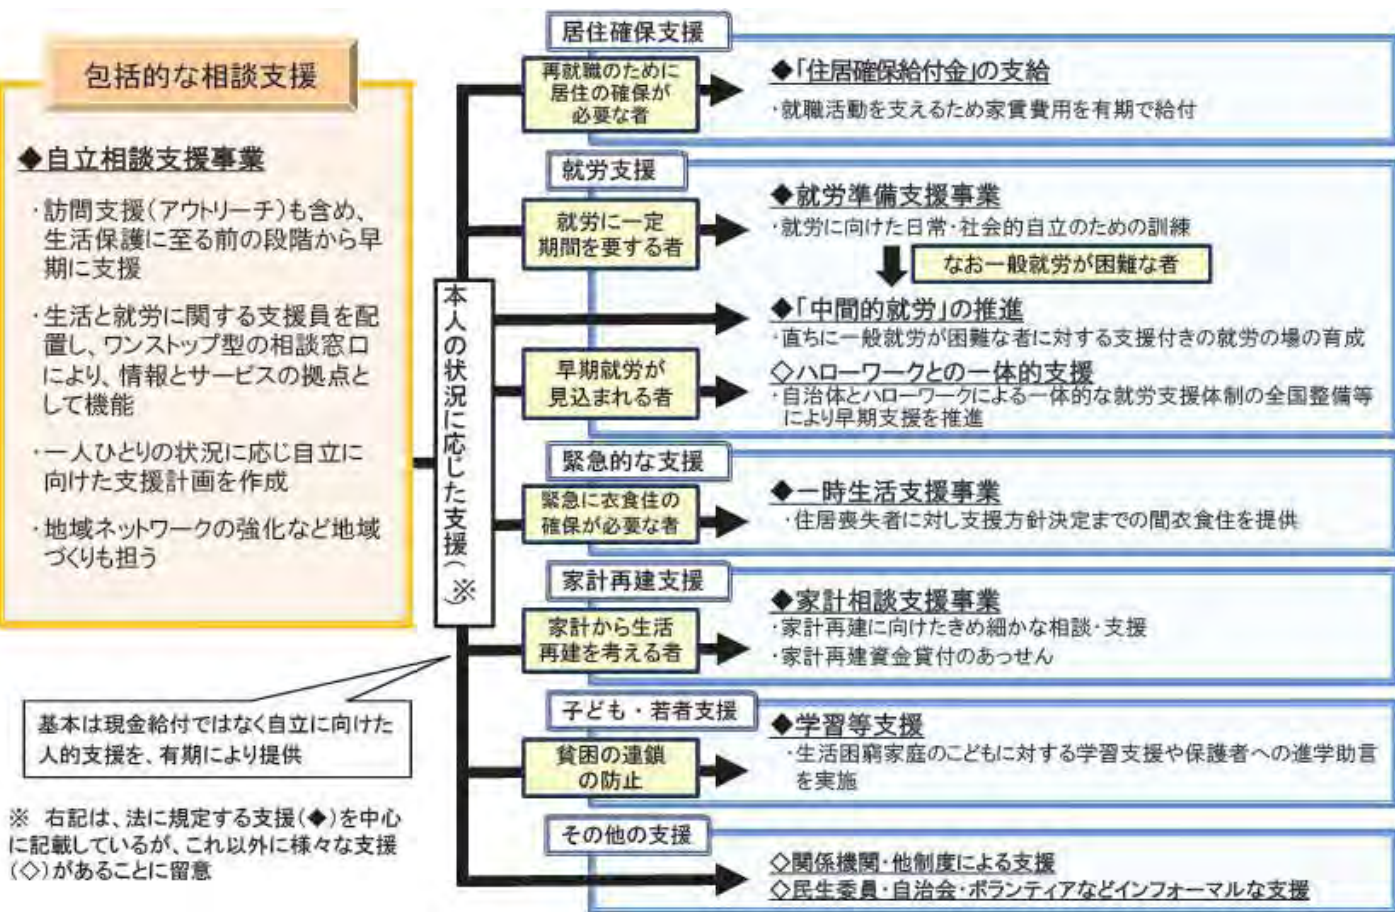 包括的な相談支援
◆自立相談支援事業
・訪問支援（アウトリーチ）も含め、
生活保護に至る前の段階から早
期に支援
・生活と就労に関する支援員を配
置し、ワンストップ型の相談窓口
により、情報とサービスの拠点と
して機能
・一人ひとりの状況に応じ自立に
向けた支援計画を作成
・地域ネットワークの強化など地域
づくりも担う
基本は現金給付ではなく自立に向けた
人的支援を、有期により提供
※　右記は、法に規定する支援（◆）を中心
に記載しているが、これ以外に様々な支援
（◇）があることに留意
本人の状況に応じた支援（※）
居住確保支援
再就職のために
居住の確保が
必要な者
◆「住居確保給付金」の支給
・就職活動を支えるため家賃費用を有期で給付
就労支援
就労に一定
期間を要する者
◆就労準備支援事業
・就労に向けた日常・社会的自立のための訓練
なお一般就労が困難な者
◆「中間的就労」の推進
・直ちに一般就労が困難な者に対する支援付きの就労の場の育成
早期就労が
見込まれる者
◇ハローワークとの一体的支援
・自治体とハローワークによる一体的な就労支援体制の全国整備等
により早期支援を推進
緊急的な支援
緊急に衣食住の
確保が必要な者
◆一時生活支援事業
・住居喪失者に対し支援方針決定までの間衣食住を提供
家計再建支援
家計から生活
再建を考える者
◆家計相談支援事業
・家計再建に向けたきめ細かな相談・支援
・家計再建資金貸付のあっせん
子ども・若者支援
貧困の連鎖
の防止
◆学習等支援
・生活困窮家庭のこどもに対する学習支援や保護者への進学助言
を実施
その他の支援
◇関係機関・他制度による支援
◇民生委員・自治会・ボランティアなどインフォーマルな支援